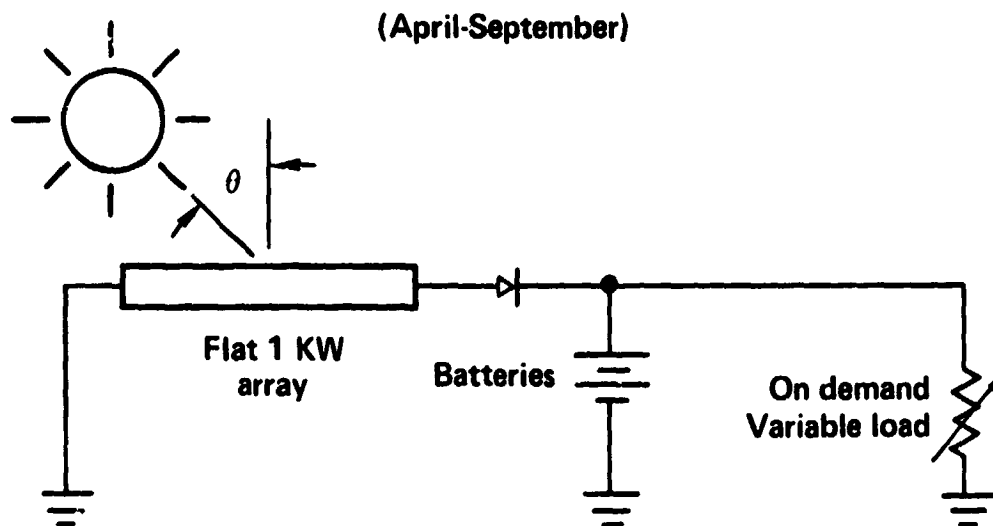 (April-September)
θ
Flat 1 KW
array
Batteries
On demand
Variable load